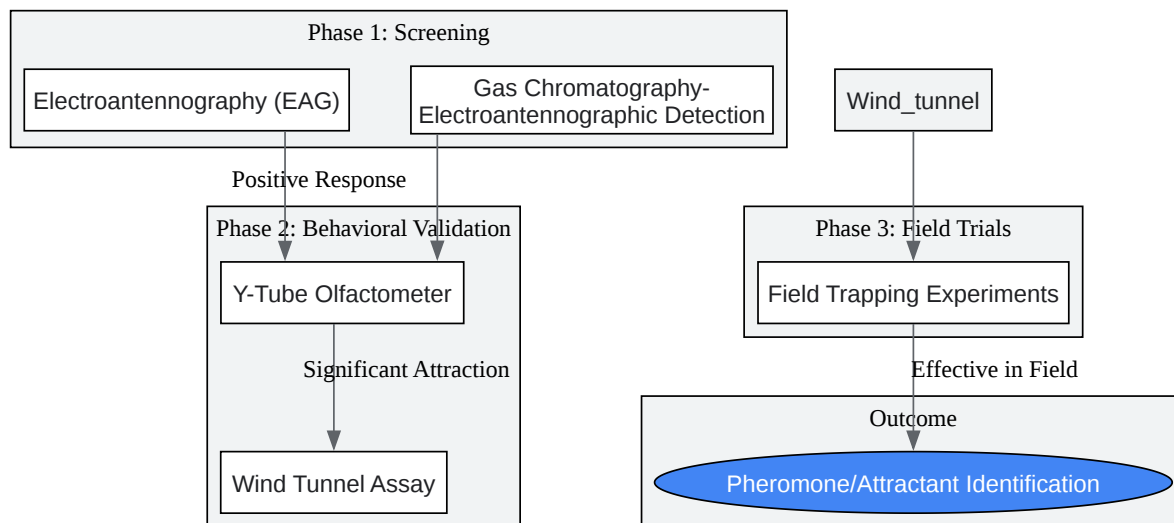 Phase 1: Screening
Electroantennography (EAG)
Gas Chromatography-
Electroantennographic Detection
Wind_tunnel
Positive Response
Phase 2: Behavioral Validation
Phase 3: Field Trials
Y-Tube Olfactometer
Field Trapping Experiments
Significant Attraction
Effective in Field
Outcome
Wind Tunnel Assay
Pheromone/Attractant Identification